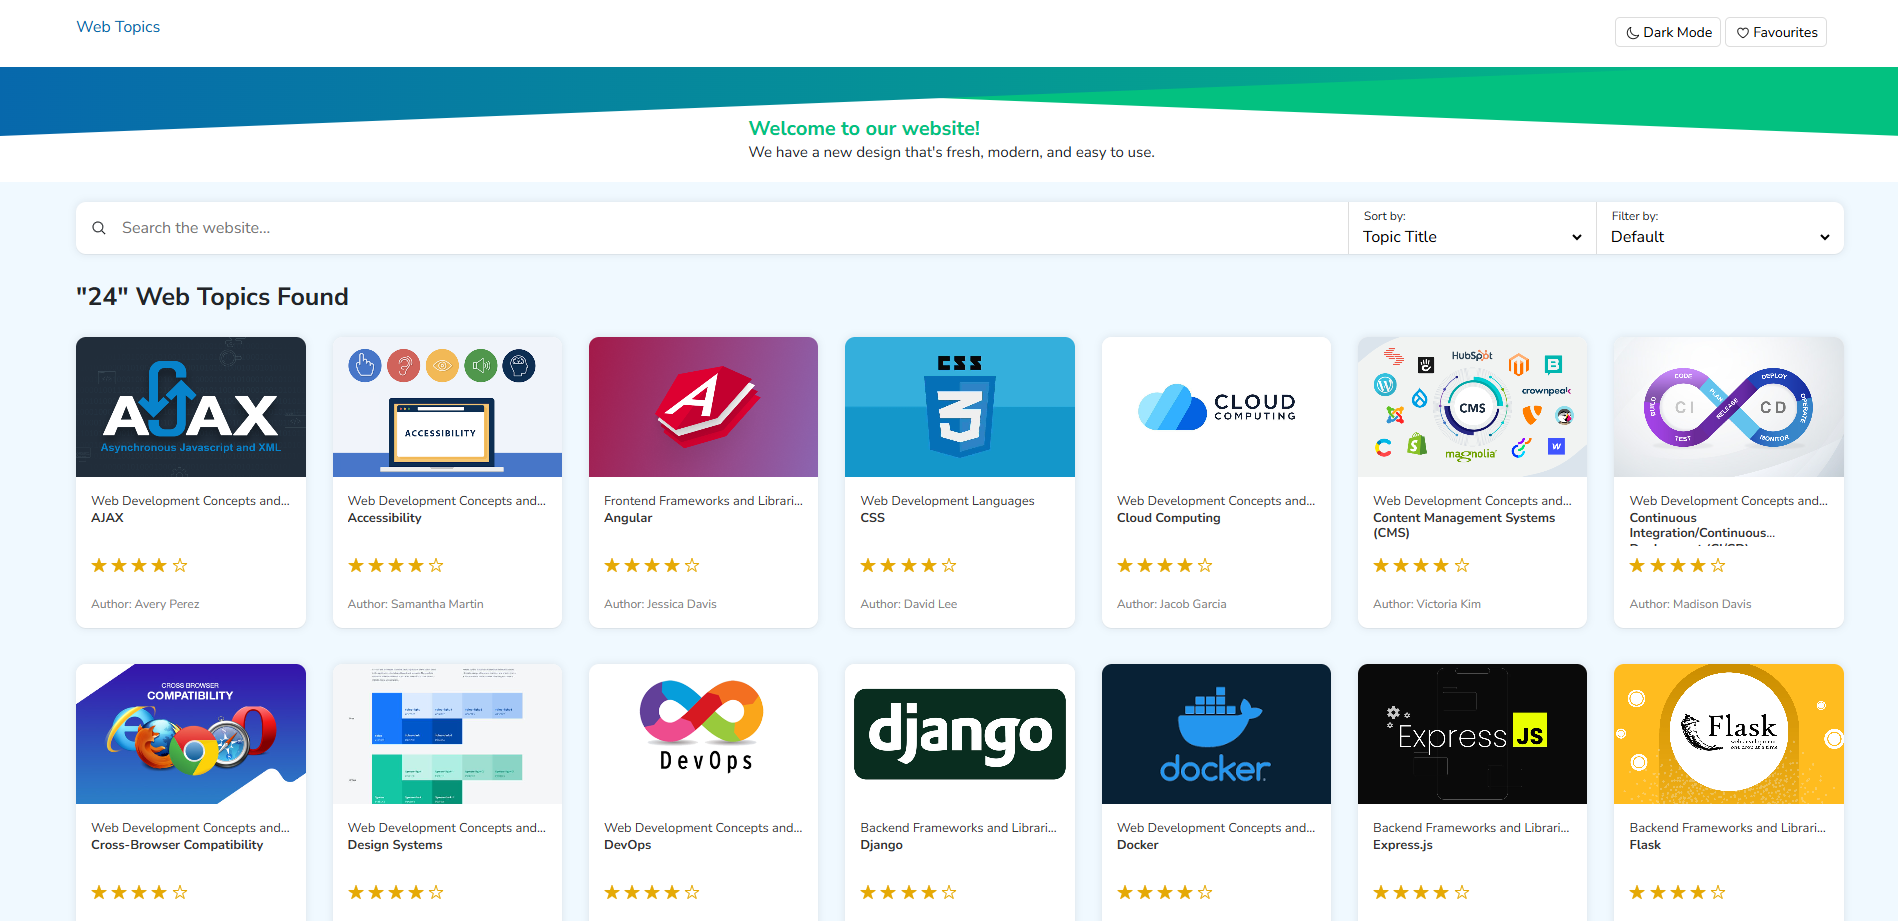 Web Topics
Dark Mode
Favourites
Welcome to our website!
We have a new design that's fresh, modern, and easy to use.
Search the website...
Sort by:
Topic Title
Filter by:
Default
"24" Web Topics Found
AJAX
Asynchronous Javascript and XML
ACCESSIBILITY
A
CSS
3
CLOUD
COMPUTING
HubSpot
crownpeak
CMS
magnolia
CODE
DEPLOY
BUILD
CI
PLAN
RELEASE
CD
OPERATE
TEST
MONITOR
Web Development Concepts and...
AJAX
Author: Avery Perez
Web Development Concepts and...
Accessibility
Author: Samantha Martin
Frontend Frameworks and Librari...
Angular
Author: Jessica Davis
Web Development Languages
CSS
Author: David Lee
Web Development Concepts and...
Cloud Computing
Author: Jacob Garcia
Web Development Concepts and...
Content Management Systems
(CMS)
Author: Victoria Kim
Web Development Concepts and...
Continuous
Integration/Continuous...
Author: Madison Davis
CROSS BROWSER
COMPATIBILITY
DevOps
django
docker
Express JS
Flask
Web Development Concepts and...
Cross-Browser Compatibility
Web Development Concepts and...
Design Systems
Web Development Concepts and...
DevOps
Backend Frameworks and Librari...
Django
Web Development Concepts and...
Docker
Backend Frameworks and Librari...
Express.js
Backend Frameworks and Librari...
Flask